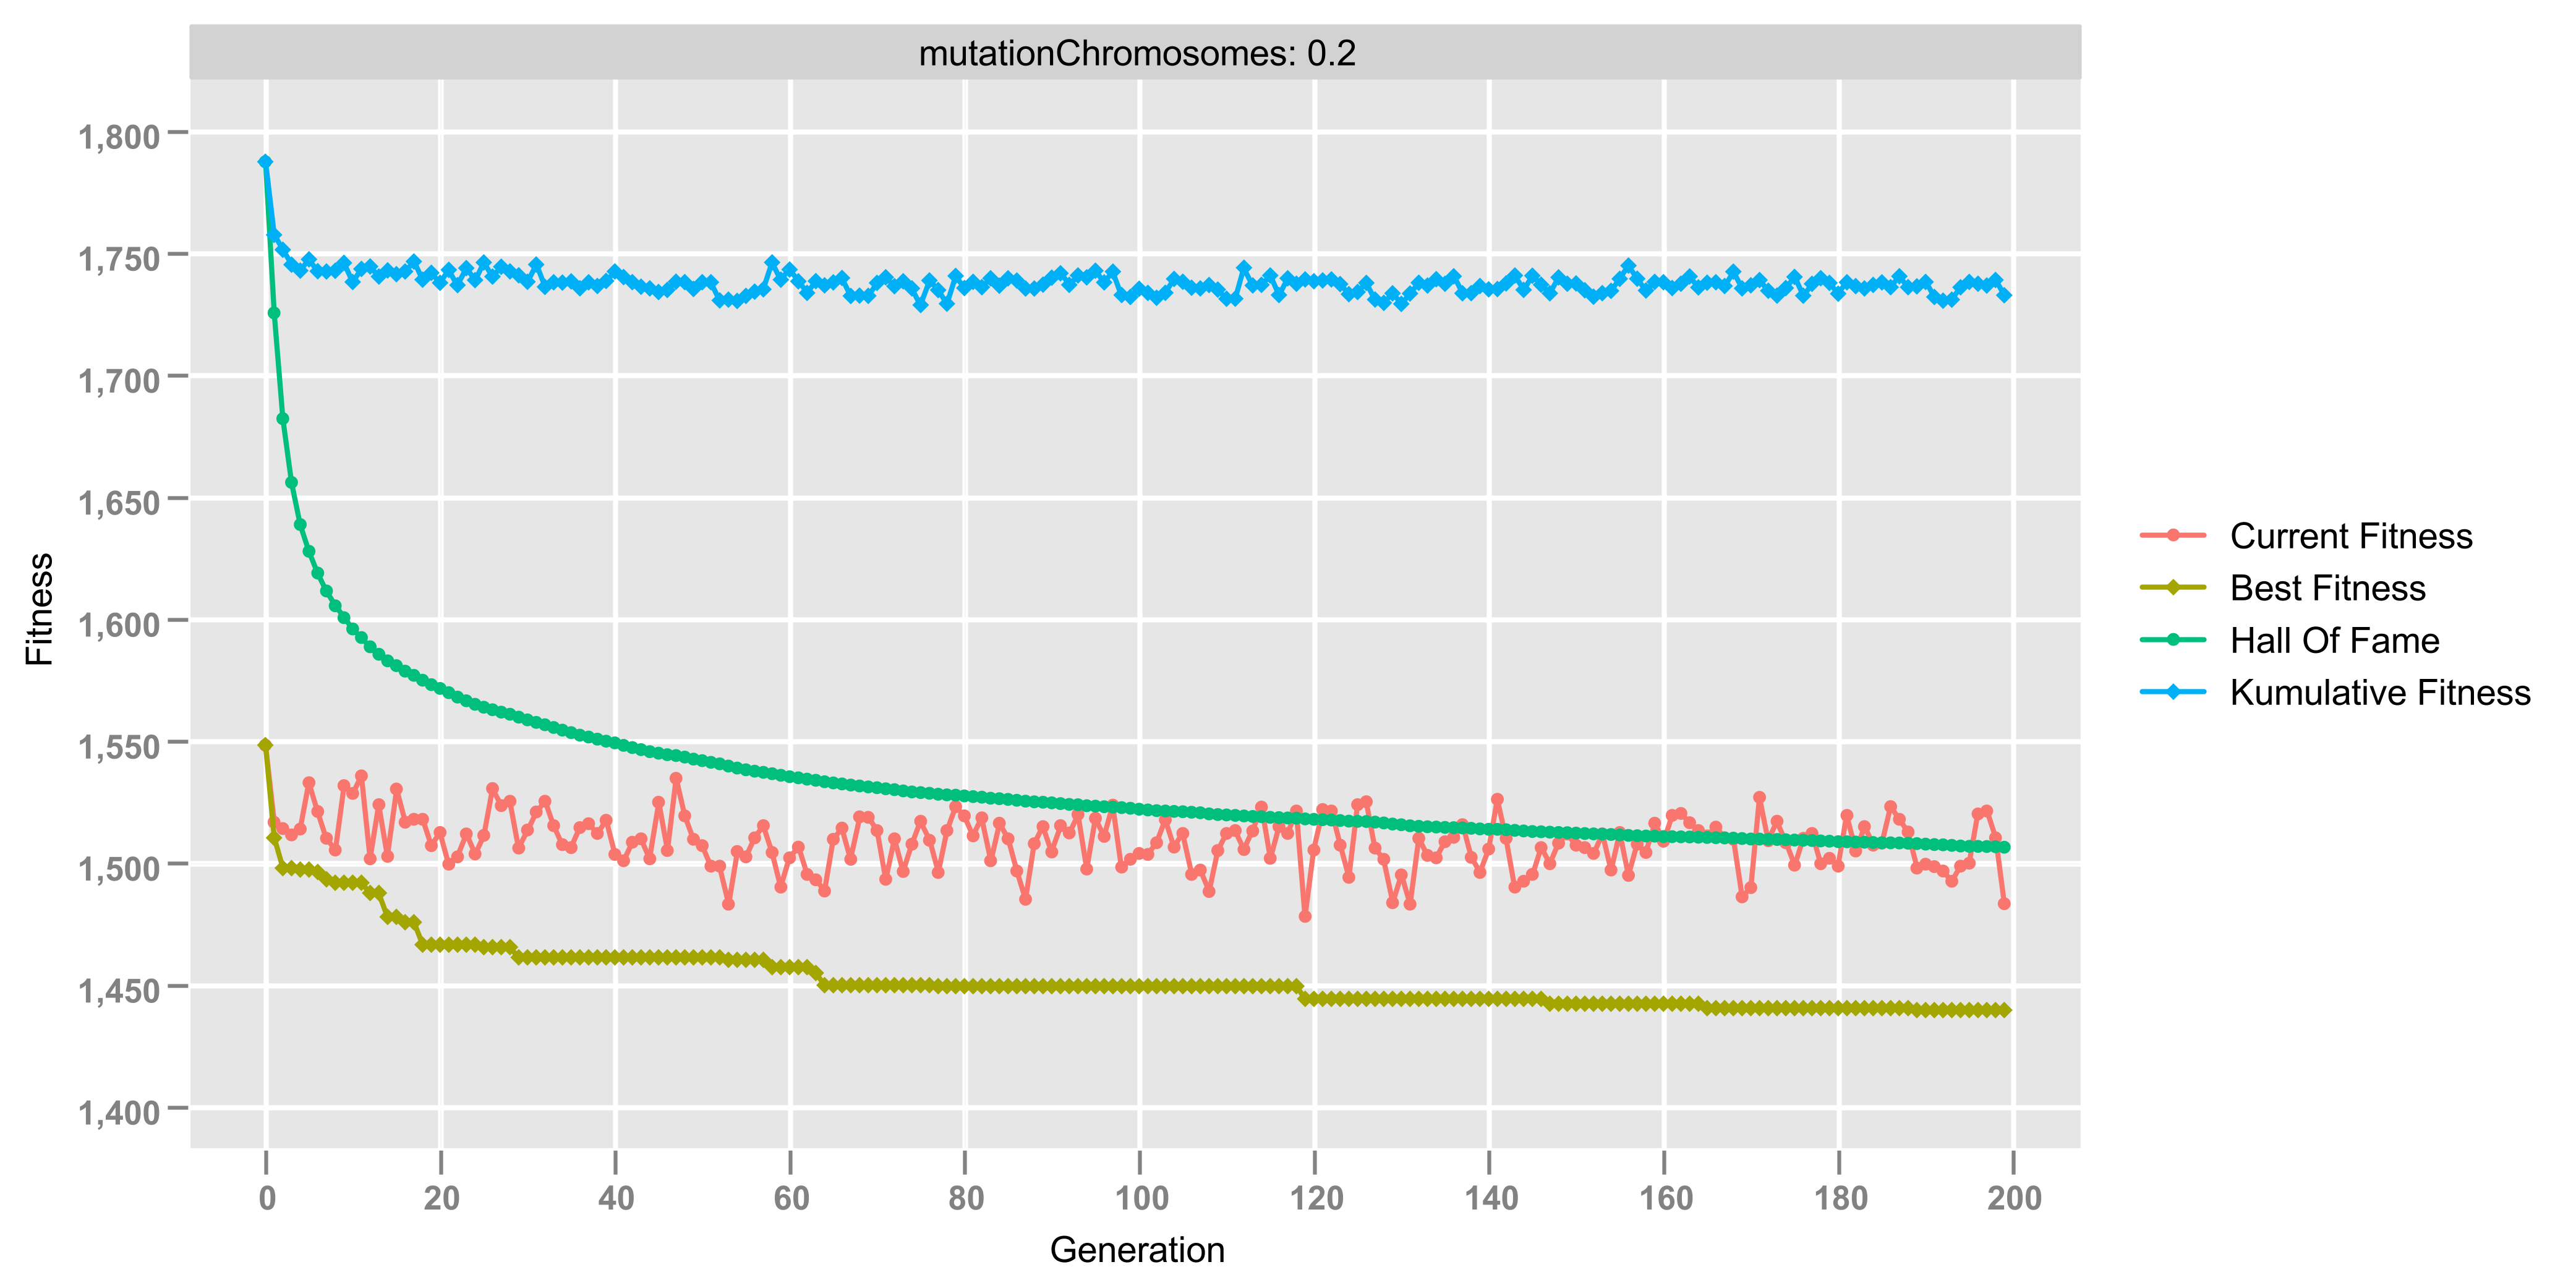 mutationChromosomes: 0.2
1,800
1,750
1,700
1,650
1,600
1,550
1,500
1,450
1,400
Fitness
0 20 40 60 80 100 120 140 160 180 200
Generation
Current Fitness
Best Fitness
Hall Of Fame
Kumulative Fitness